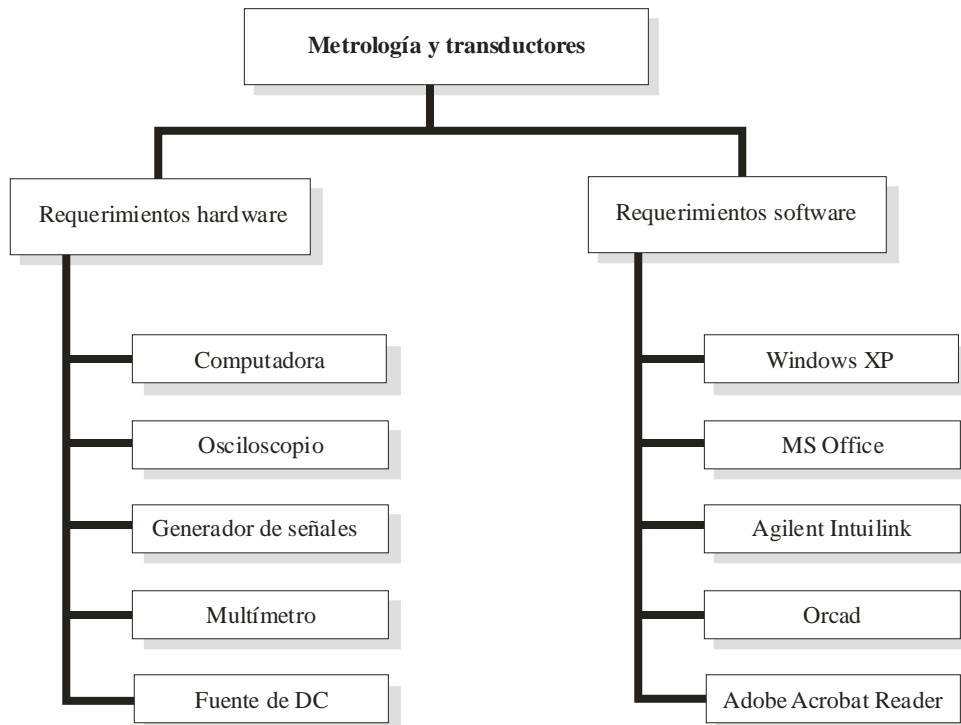 Metrología y transductores
Requerimientos hardware
Computadora
Osciloscopio
Generador de señales
Multímetro
Fuente de DC
Requerimientos software
Windows XP
MS Office
Agilent Intuilink
Orcad
Adobe Acrobat Reader